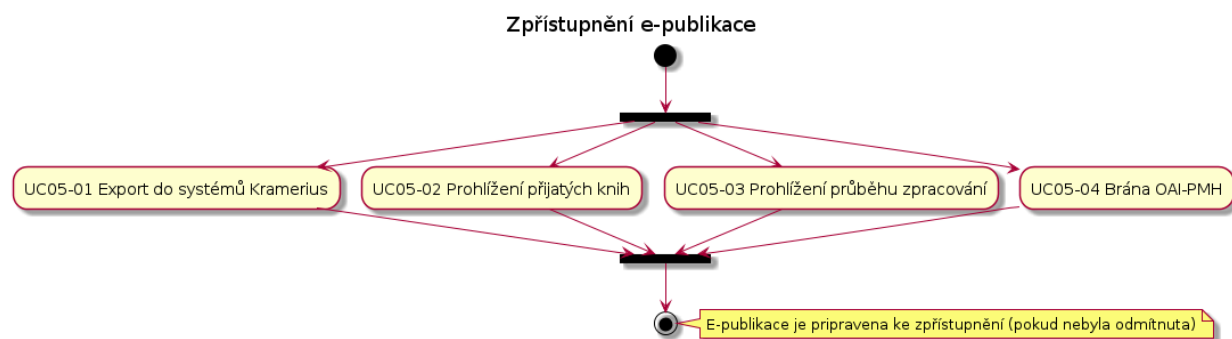 Zpřístupnění e-publikace
UC05-01 Export do systémů Kramerius
UC05-02 Prohlížení přijatých knih
UC05-03 Prohlížení průběhu zpracování
UC05-04 Brána OAI-PMH
E-publikace je pripravena ke zpřístupnění (pokud nebyla odmítnuta)